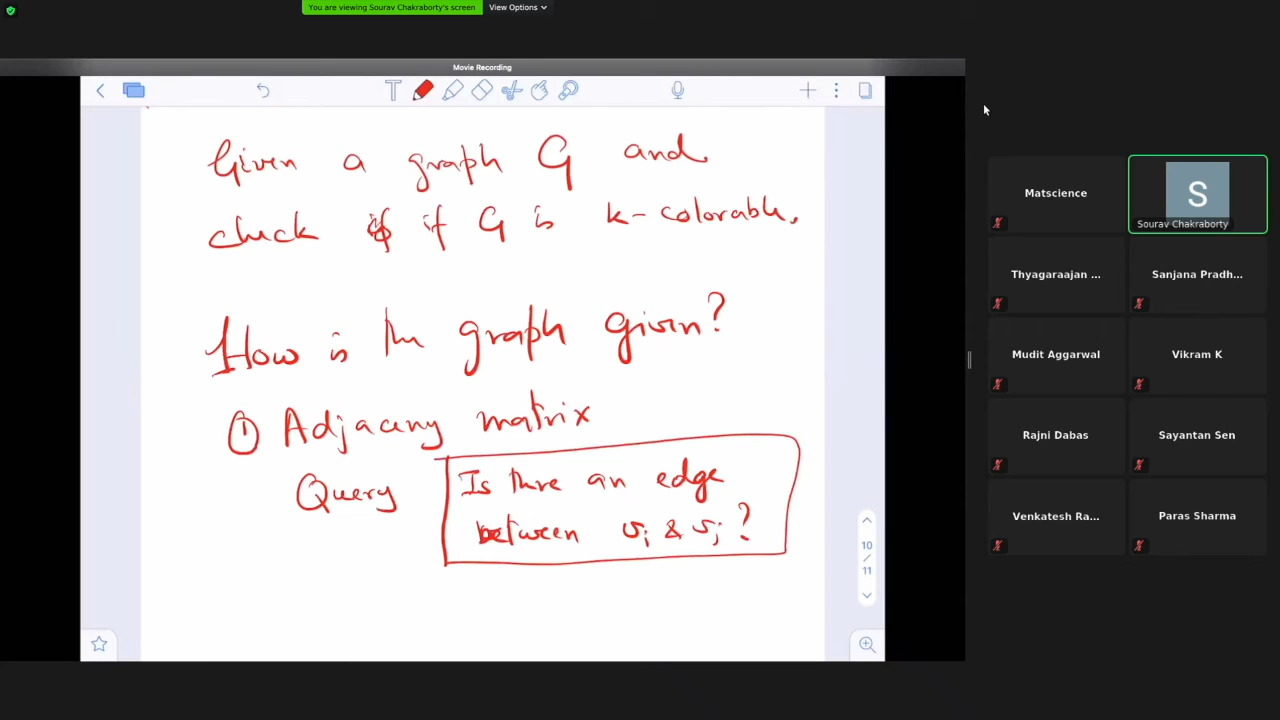 You are viewing Sourav Chakraborty's screen
View Options
Movie Recording
Given a graph G and
check if if G is k-colorable.
How is the graph given?
① Adjaceny matrix
Query
Is there an edge
between vi & vj ?
10
/
11
Matscience
S
Sourav Chakraborty
Thyagaraajan ...
Sanjana Pradh...
Mudit Aggarwal
Vikram K
Rajni Dabas
Sayantan Sen
Venkatesh Ra...
Paras Sharma